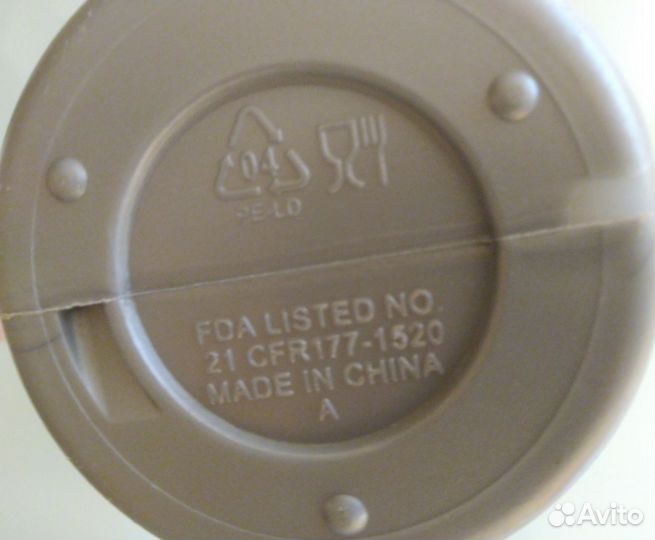 04
PE-LD
FDA LISTED NO.
21 CFR177-1520
MADE IN CHINA
A
Avito